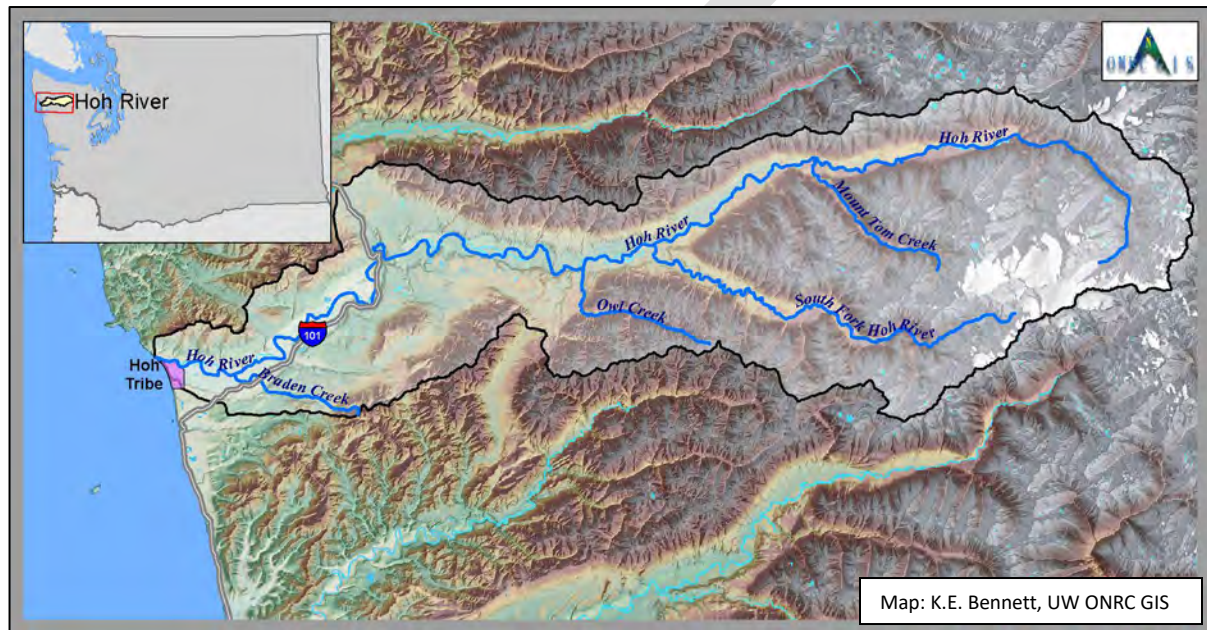 Hoh River
ONRC GIS
Hoh River
Mount Tom Creek
Hoh River
South Fork Hoh River
Owl Creek
101
Hoh River
Hoh
Tribe
Braden Creek
Map: K.E. Bennett, UW ONRC GIS